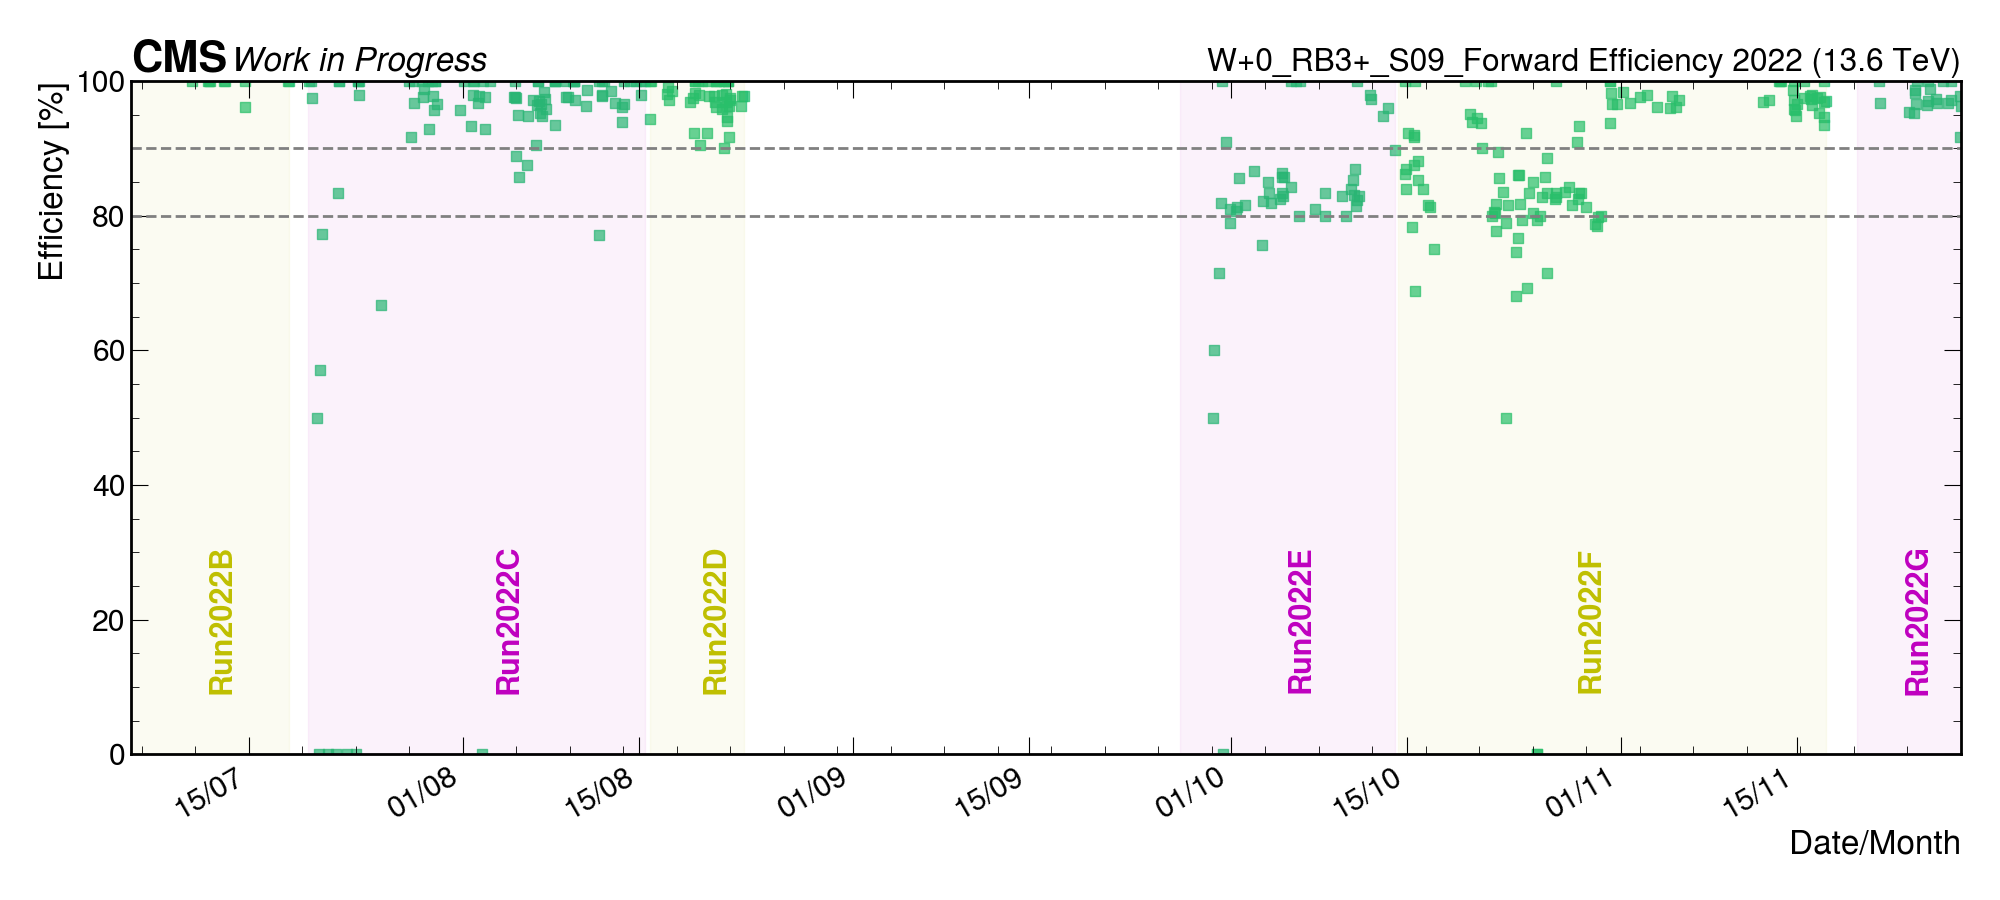 CMS Work in Progress
W+0_RB3+_S09_Forward Efficiency 2022 (13.6 TeV)
Efficiency [%]
100
80
60
40
20
0
Run2022B
Run2022C
Run2022D
Run2022E
Run2022F
Run2022G
15/07
01/08
15/08
01/09
15/09
01/10
15/10
01/11
15/11
Date/Month